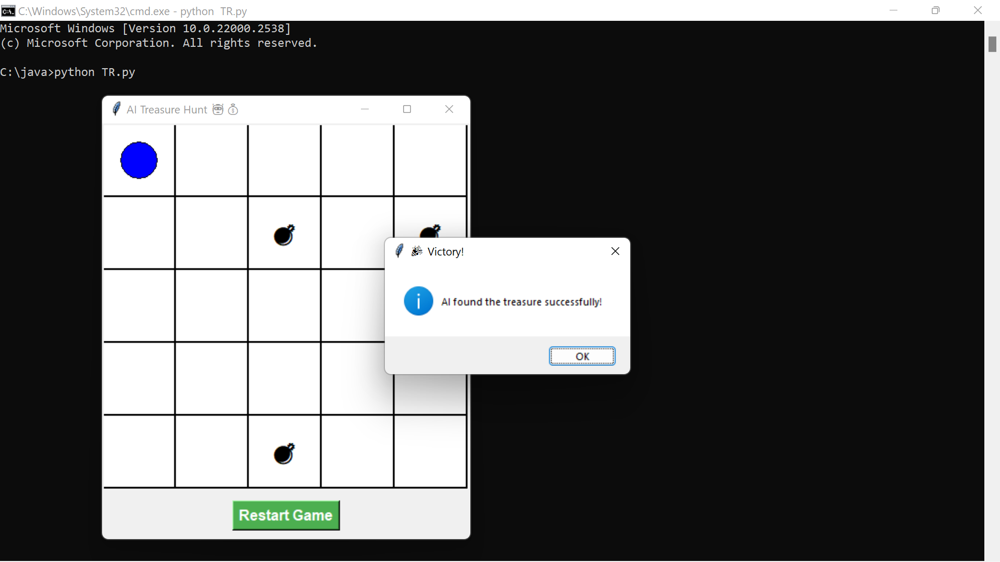 C:\Windows\System32\cmd.exe - python  TR.py
Microsoft Windows [Version 10.0.22000.2538]
(c) Microsoft Corporation. All rights reserved.
C:\java>python TR.py
AI Treasure Hunt 🤖💰
🎉 Victory!
AI found the treasure successfully!
OK
Restart Game